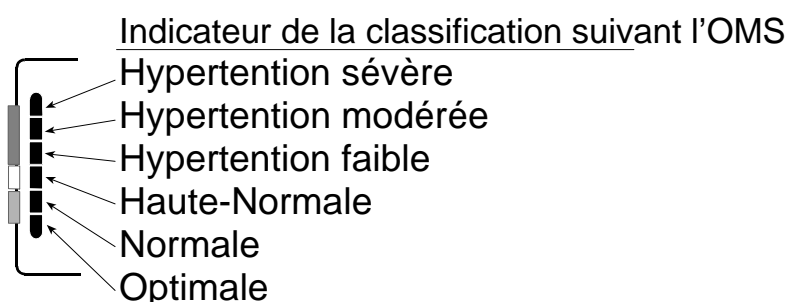 Indicateur de la classification suivant l'OMS
Hypertention sévère
Hypertention modérée
Hypertention faible
Haute-Normale
Normale
Optimale